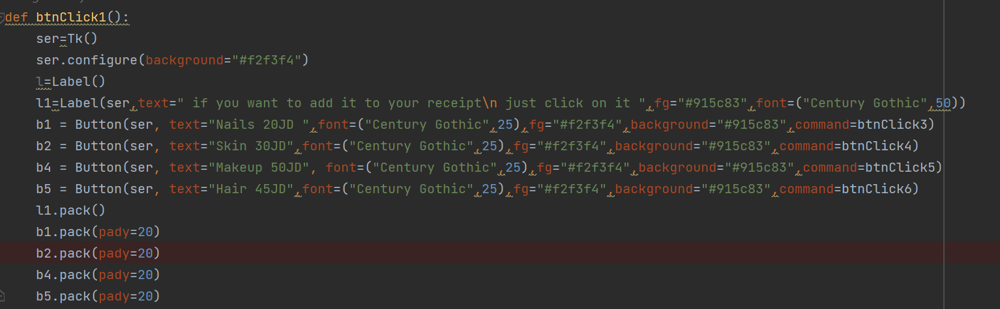 def btnClick1():
    ser=Tk()
    ser.configure(background="#f2f3f4")
    l=Label()
    l1=Label(ser,text=" if you want to add it to your receipt\n just click on it ",fg="#915c83",font=("Century Gothic",50))
    b1 = Button(ser, text="Nails 20JD ",font=("Century Gothic",25),fg="#f2f3f4",background="#915c83",command=btnClick3)
    b2 = Button(ser, text="Skin 30JD",font=("Century Gothic",25),fg="#f2f3f4",background="#915c83",command=btnClick4)
    b4 = Button(ser, text="Makeup 50JD", font=("Century Gothic",25),fg="#f2f3f4",background="#915c83",command=btnClick5)
    b5 = Button(ser, text="Hair 45JD",font=("Century Gothic",25),fg="#f2f3f4",background="#915c83",command=btnClick6)
    l1.pack()
    b1.pack(pady=20)
    b2.pack(pady=20)
    b4.pack(pady=20)
    b5.pack(pady=20)